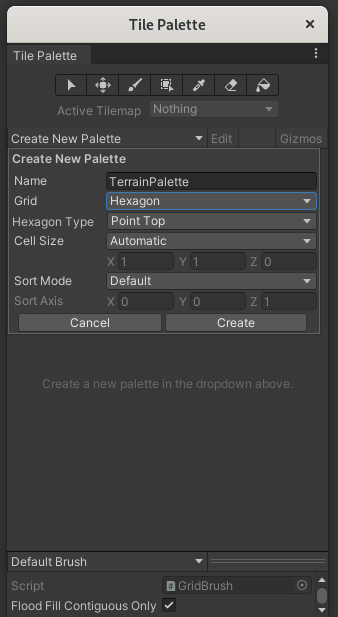 Tile Palette
Tile Palette
Active Tilemap Nothing
Create New Palette Edit Gizmos
Create New Palette
Name TerrainPalette
Grid Hexagon
Hexagon Type Point Top
Cell Size Automatic
X 1 Y 1 Z 0
Sort Mode Default
Sort Axis X 0 Y 0 Z 1
Cancel Create
Create a new palette in the dropdown above.
Default Brush
Script GridBrush
Flood Fill Contiguous Only